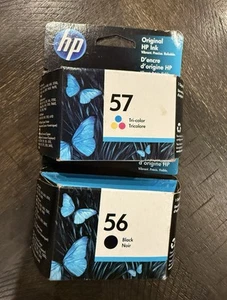 hp
Original
HP Ink
D'encre
d'origine HP
57
Tri-color
Tricolore
56
Black
Noir